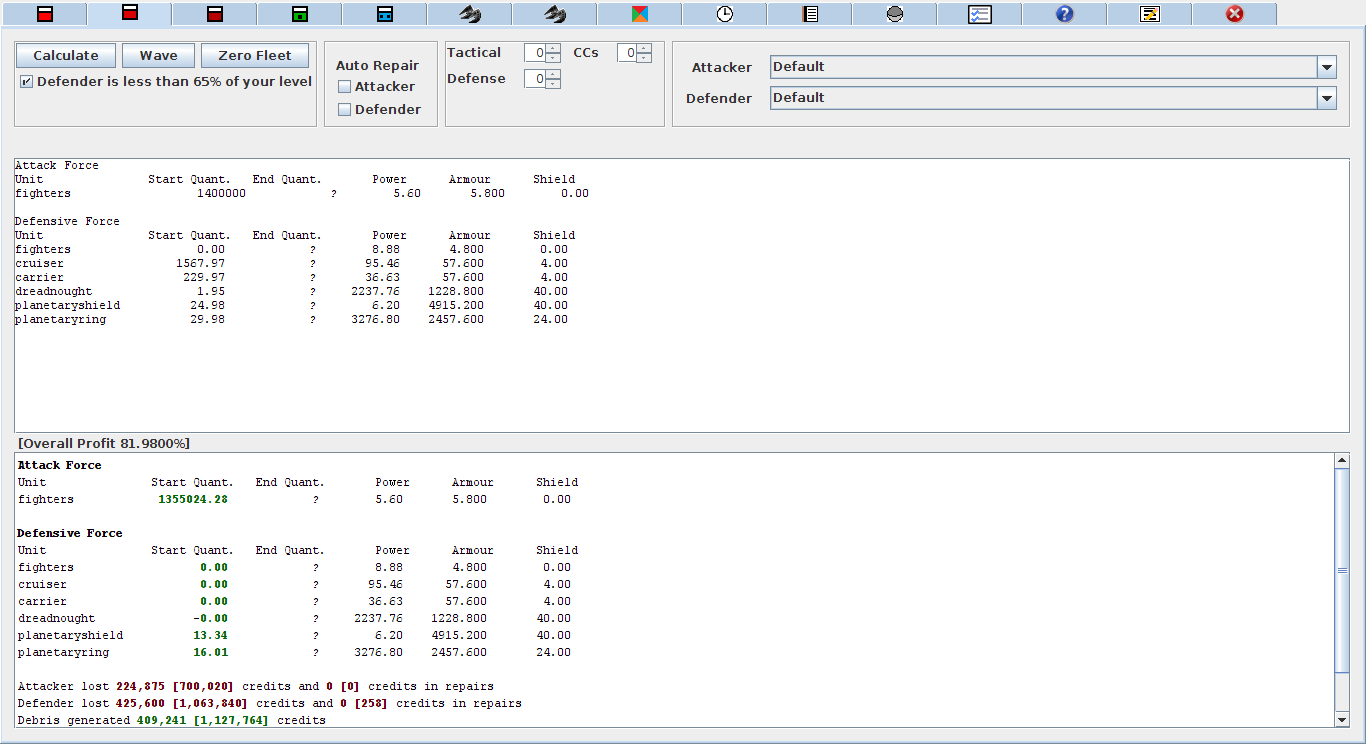 Calculate Wave Zero Fleet
Defender is less than 65% of your level
Auto Repair
Attacker
Defender
Tactical 0 CCs 0
Defense 0
Attacker Default
Defender Default
Attack Force
Unit Start Quant. End Quant. Power Armour Shield
fighters 1400000 ? 5.60 5.800 0.00
Defensive Force
Unit Start Quant. End Quant. Power Armour Shield
fighters 0.00 ? 8.88 4.800 0.00
cruiser 1567.97 ? 95.46 57.600 4.00
carrier 229.97 ? 36.63 57.600 4.00
dreadnought 1.95 ? 2237.76 1228.800 40.00
planetaryshield 24.98 ? 6.20 4915.200 40.00
planetaryring 29.98 ? 3276.80 2457.600 24.00
[Overall Profit 81.9800%]
Attack Force
Unit Start Quant. End Quant. Power Armour Shield
fighters 1355024.28 ? 5.60 5.800 0.00
Defensive Force
Unit Start Quant. End Quant. Power Armour Shield
fighters 0.00 ? 8.88 4.800 0.00
cruiser 0.00 ? 95.46 57.600 4.00
carrier 0.00 ? 36.63 57.600 4.00
dreadnought -0.00 ? 2237.76 1228.800 40.00
planetaryshield 13.34 ? 6.20 4915.200 40.00
planetaryring 16.01 ? 3276.80 2457.600 24.00
Attacker lost 224,875 [700,020] credits and 0 [0] credits in repairs
Defender lost 425,600 [1,063,840] credits and 0 [258] credits in repairs
Debris generated 409,241 [1,127,764] credits